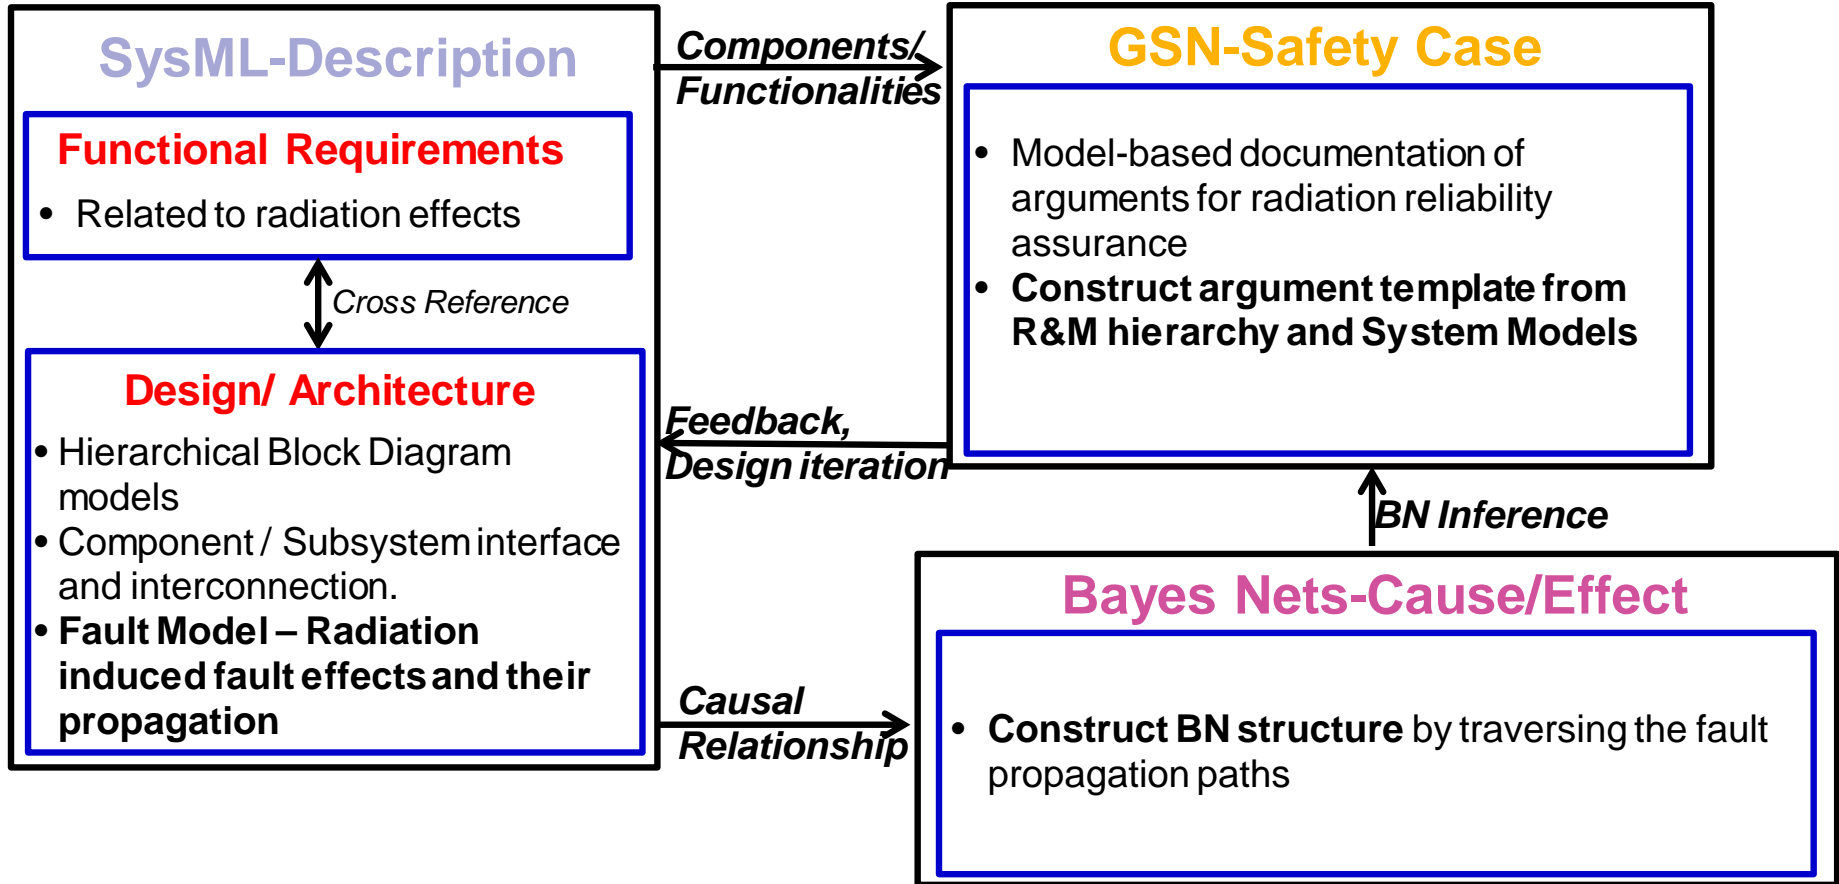 SysML-Description
Functional Requirements
• Related to radiation effects
Cross Reference
Design/ Architecture
• Hierarchical Block Diagram
models
• Component / Subsystem interface
and interconnection.
• Fault Model – Radiation
induced fault effects and their
propagation
Components/
Functionalities
Feedback,
Design iteration
Causal
Relationship
GSN-Safety Case
• Model-based documentation of
arguments for radiation reliability
assurance
• Construct argument template from
R&M hierarchy and System Models
BN Inference
Bayes Nets-Cause/Effect
• Construct BN structure by traversing the fault
propagation paths